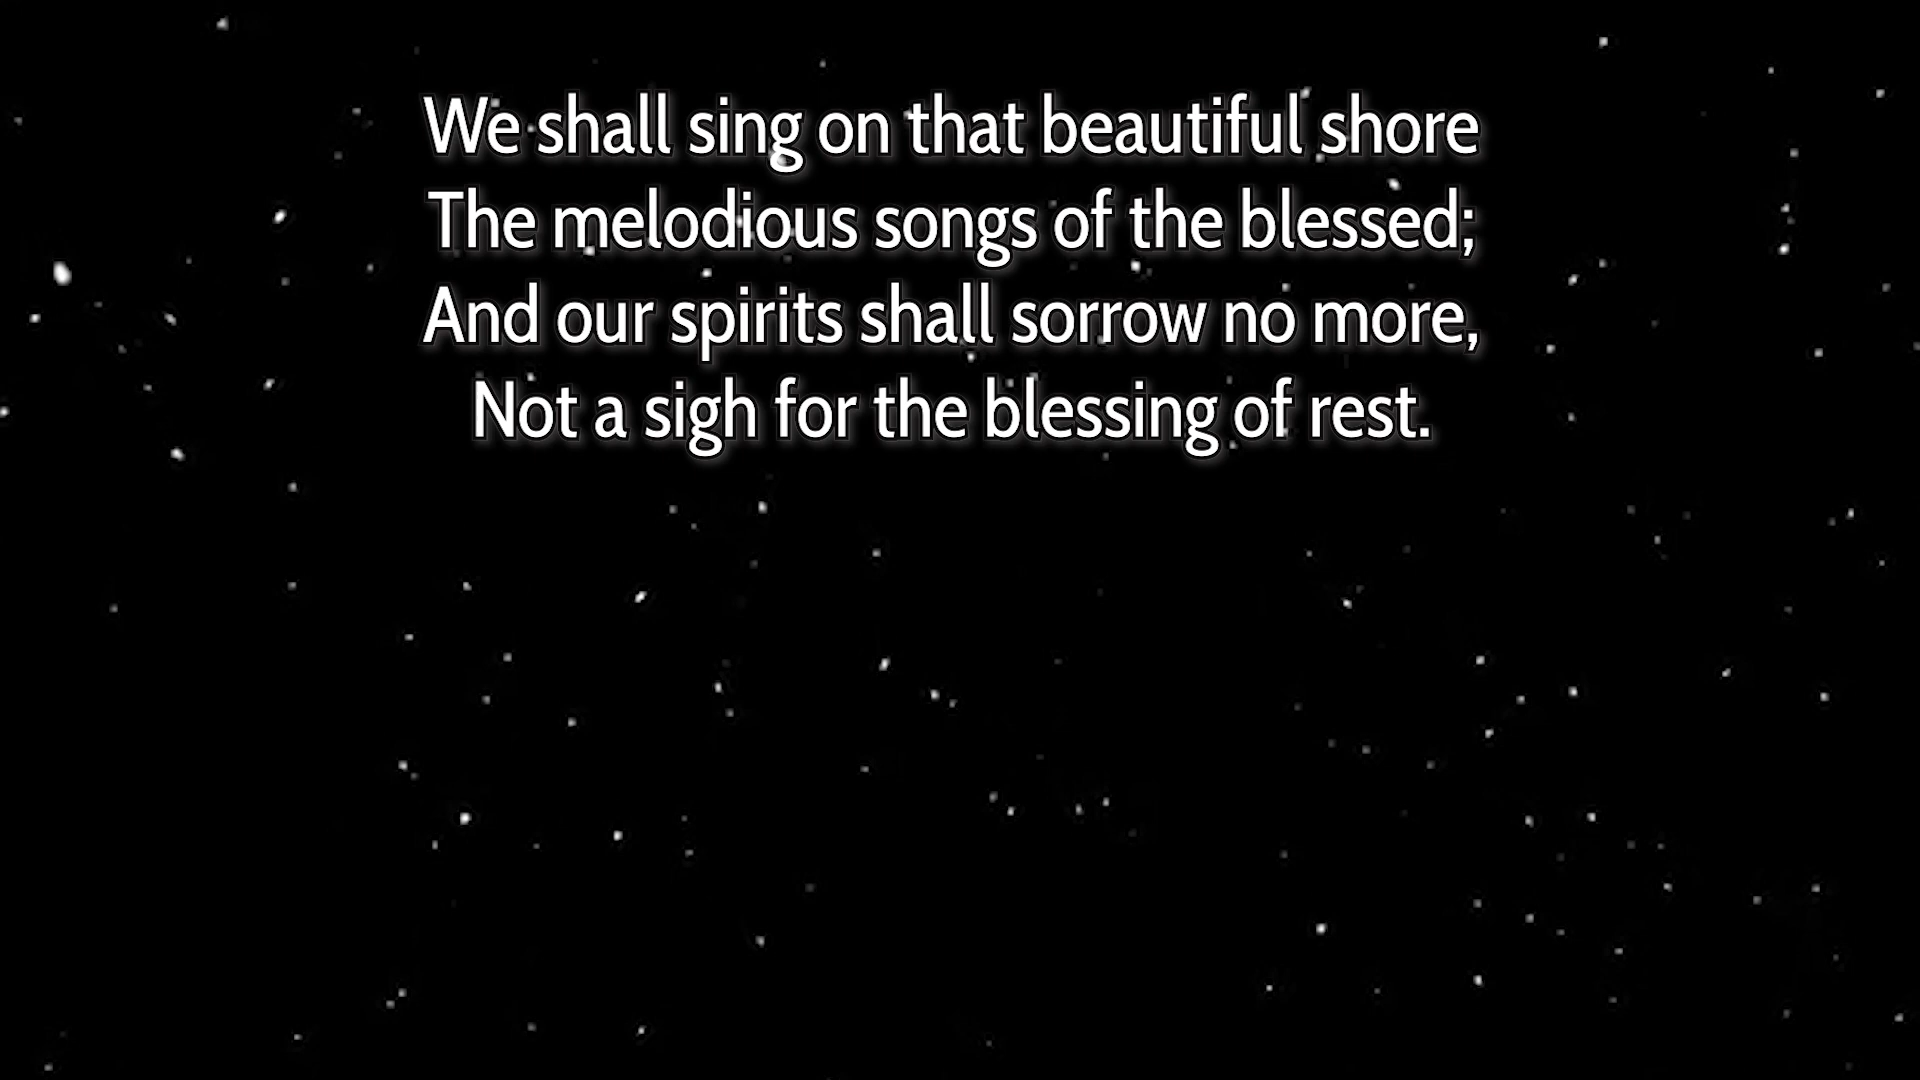 We shall sing on that beautiful shore
The melodious songs of the blessed;
And our spirits shall sorrow no more,
Not a sigh for the blessing of rest.